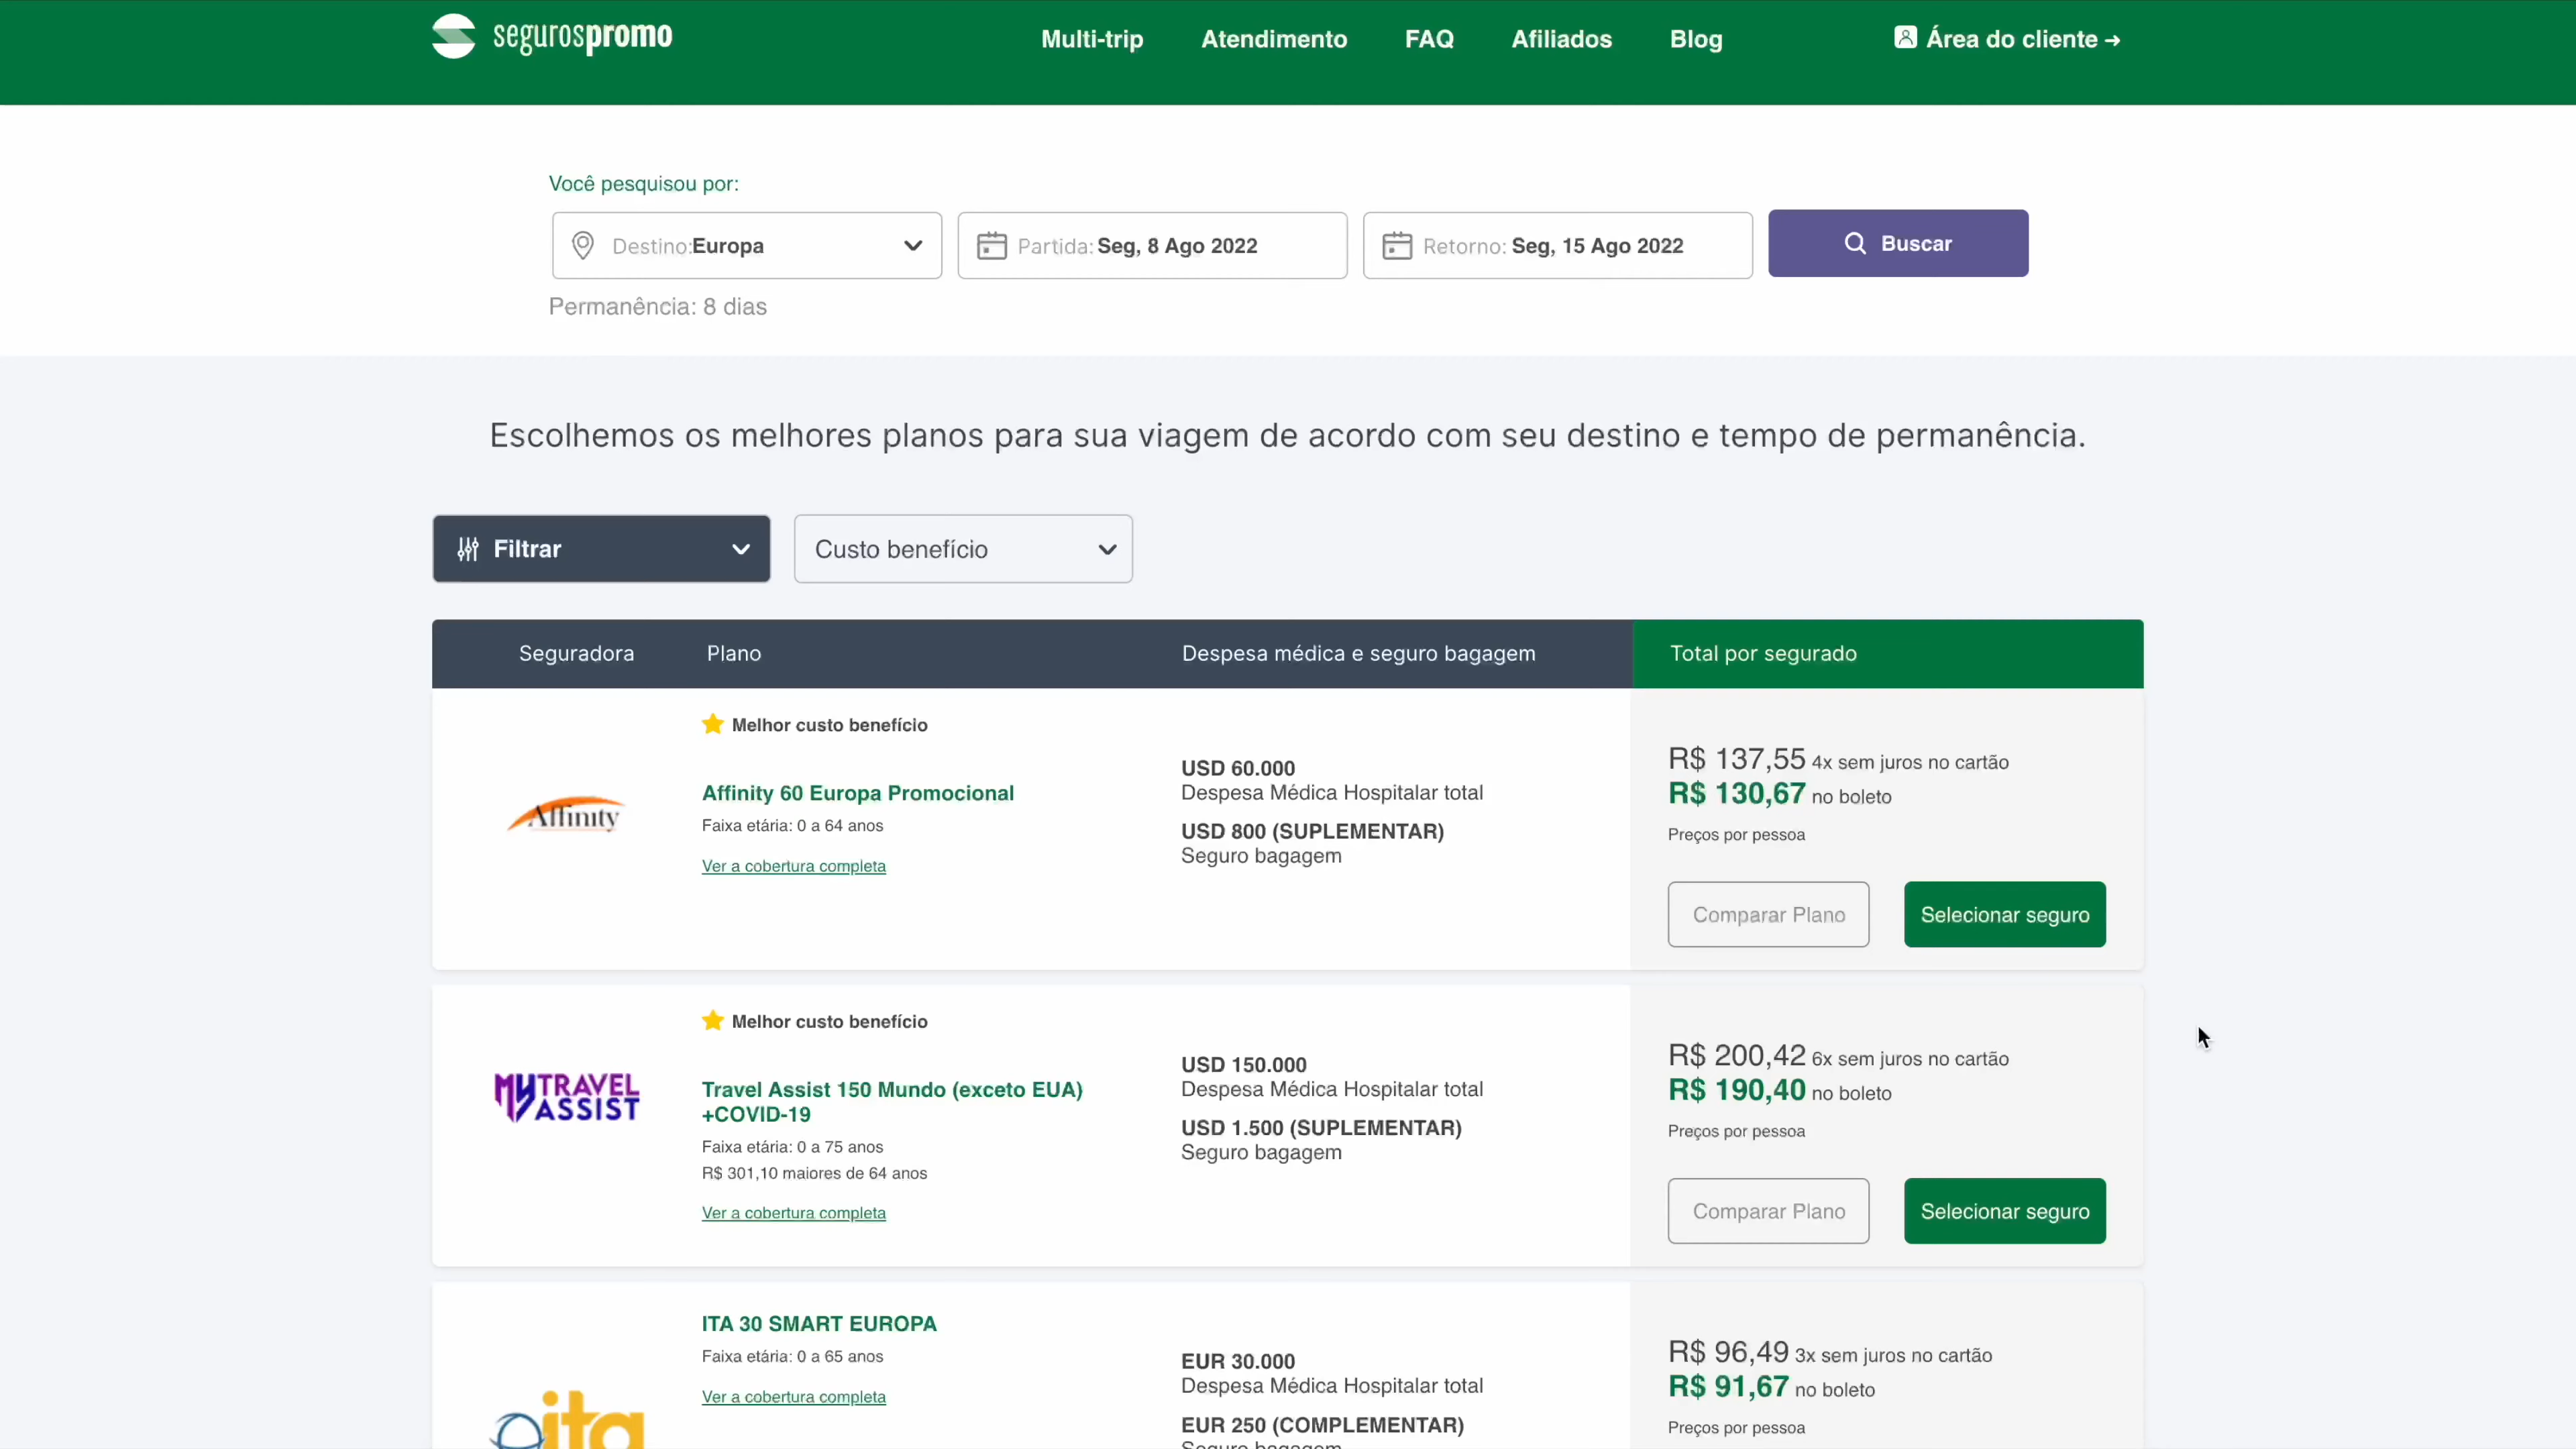 segurospromo
Multi-trip
Atendimento
FAQ
Afiliados
Blog
Área do cliente →
Você pesquisou por:
Destino:Europa
Partida: Seg, 8 Ago 2022
Retorno: Seg, 15 Ago 2022
Buscar
Permanência: 8 dias
Escolhemos os melhores planos para sua viagem de acordo com seu destino e tempo de permanência.
Filtrar
Custo benefício
Seguradora
Plano
Despesa médica e seguro bagagem
Total por segurado
Affinity
Melhor custo benefício
Affinity 60 Europa Promocional
Faixa etária: 0 a 64 anos
Ver a cobertura completa
USD 60.000
Despesa Médica Hospitalar total
USD 800 (SUPLEMENTAR)
Seguro bagagem
R$ 137,55 4x sem juros no cartão
R$ 130,67 no boleto
Preços por pessoa
Comparar Plano
Selecionar seguro
MYTRAVEL
ASSIST
Melhor custo benefício
Travel Assist 150 Mundo (exceto EUA)
+COVID-19
Faixa etária: 0 a 75 anos
R$ 301,10 maiores de 64 anos
Ver a cobertura completa
USD 150.000
Despesa Médica Hospitalar total
USD 1.500 (SUPLEMENTAR)
Seguro bagagem
R$ 200,42 6x sem juros no cartão
R$ 190,40 no boleto
Preços por pessoa
Comparar Plano
Selecionar seguro
ita
ITA 30 SMART EUROPA
Faixa etária: 0 a 65 anos
Ver a cobertura completa
EUR 30.000
Despesa Médica Hospitalar total
EUR 250 (COMPLEMENTAR)
Seguro bagagem
R$ 96,49 3x sem juros no cartão
R$ 91,67 no boleto
Preços por pessoa